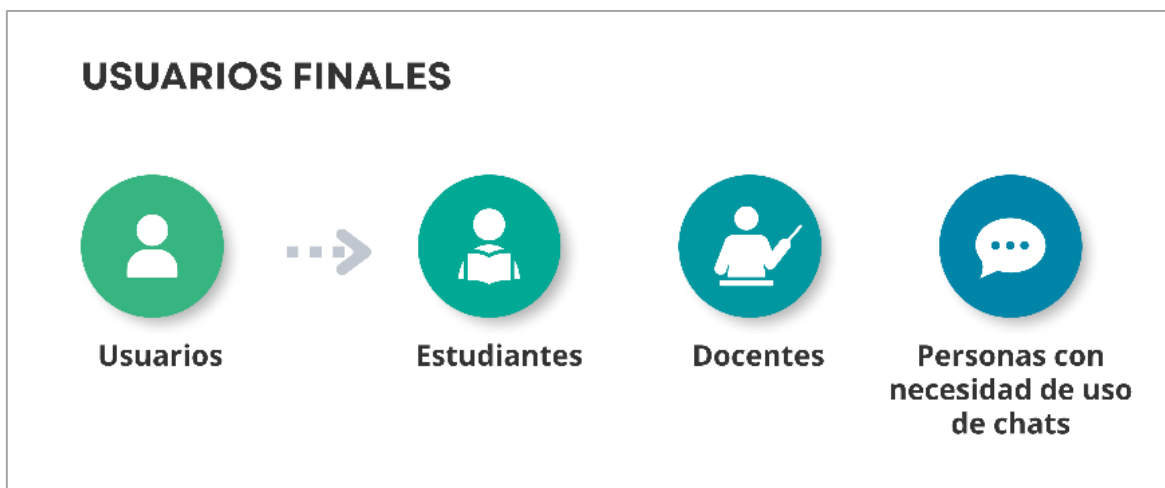 USUARIOS FINALES
Usuarios
Estudiantes
Docentes
Personas con
necesidad de uso
de chats